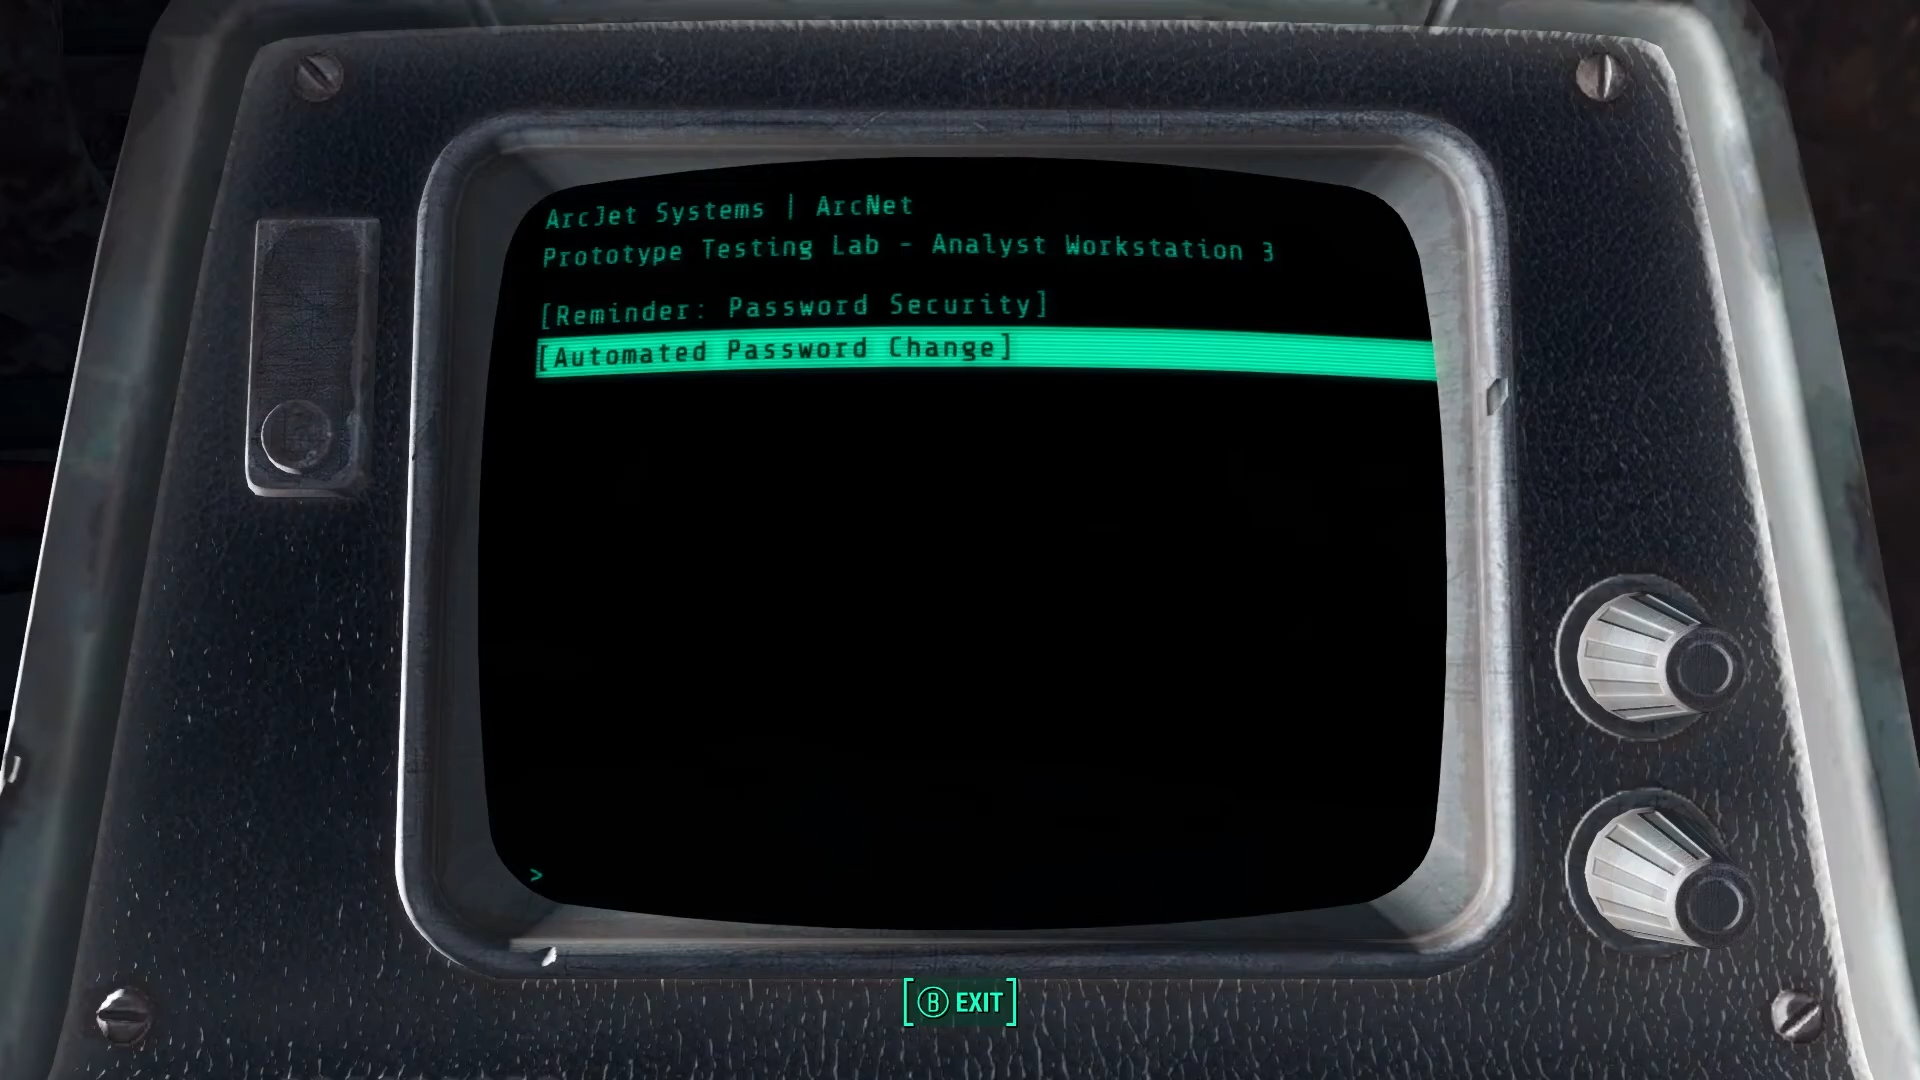 ArcJet Systems | ArcNet
Prototype Testing Lab - Analyst Workstation 3
[Reminder: Password Security]
[Automated Password Change]
>
[Ⓑ EXIT]